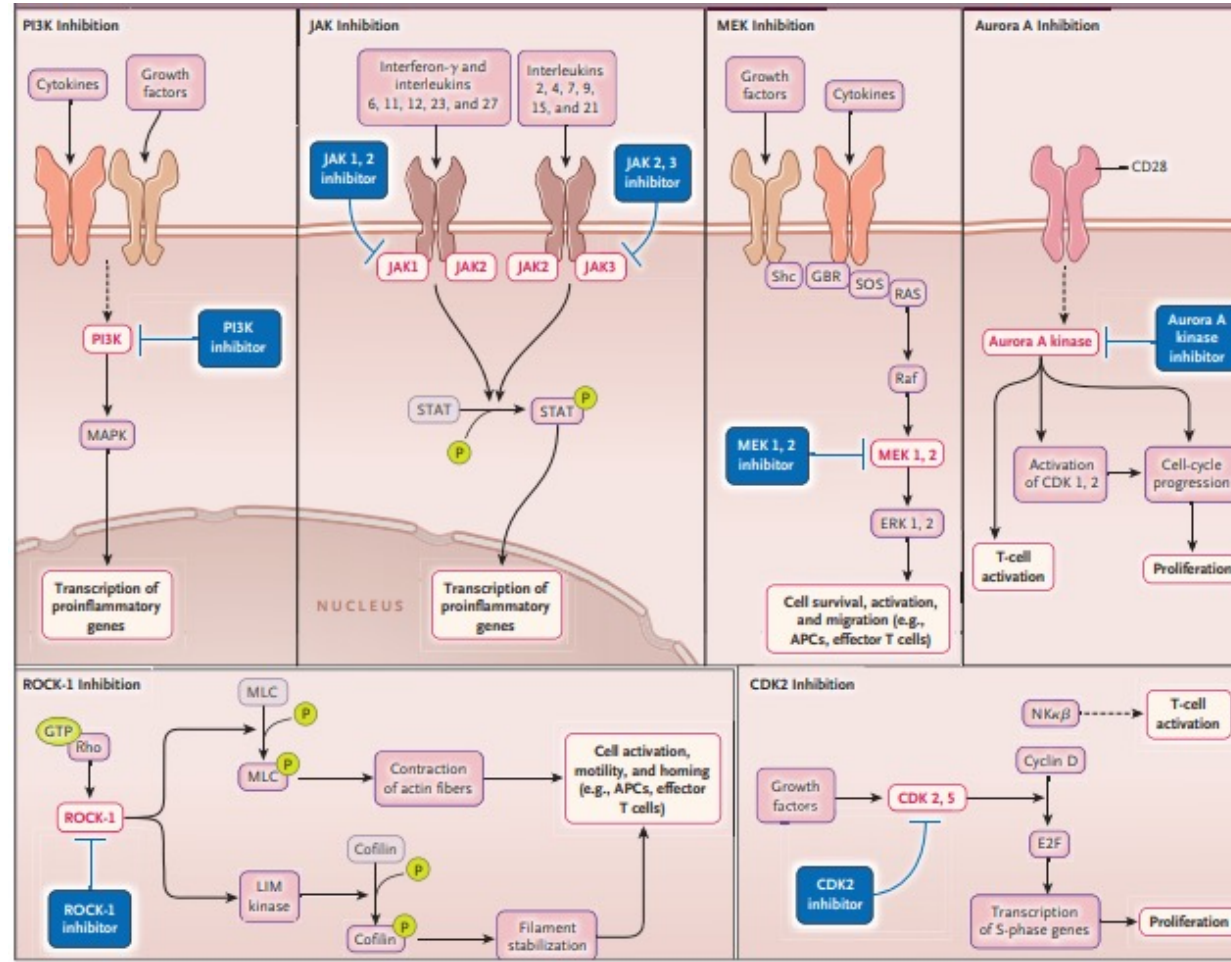 PI3K Inhibition
Cytokines
Growth
factors
PI3K
PI3K
inhibitor
MAPK
Transcription of
proinflammatory
genes
JAK Inhibition
Interferon-γ and
interleukins
6, 11, 12, 23, and 27
Interleukins
2, 4, 7, 9,
15, and 21
JAK 1, 2
inhibitor
JAK 2, 3
inhibitor
JAK1
JAK2
JAK2
JAK3
STAT
P
STAT
P
NUCLEUS
Transcription of
proinflammatory
genes
MEK Inhibition
Growth
factors
Cytokines
Shc
GBR
SOS
RAS
Raf
MEK 1, 2
inhibitor
MEK 1, 2
ERK 1, 2
Cell survival, activation,
and migration (e.g.,
APCs, effector T cells)
Aurora A Inhibition
CD28
Aurora A kinase
Aurora A
kinase
inhibitor
Activation
of CDK 1, 2
Cell-cycle
progression
T-cell
activation
Proliferation
ROCK-1 Inhibition
GTP
Rho
ROCK-1
ROCK-1
inhibitor
MLC
P
MLC
P
Contraction
of actin fibers
Cell activation,
motility, and homing
(e.g., APCs, effector
T cells)
LIM
kinase
Cofilin
P
Cofilin
P
Filament
stabilization
CDK2 Inhibition
NKκβ
T-cell
activation
Growth
factors
CDK 2, 5
Cyclin D
E2F
CDK2
inhibitor
Transcription
of S-phase genes
Proliferation